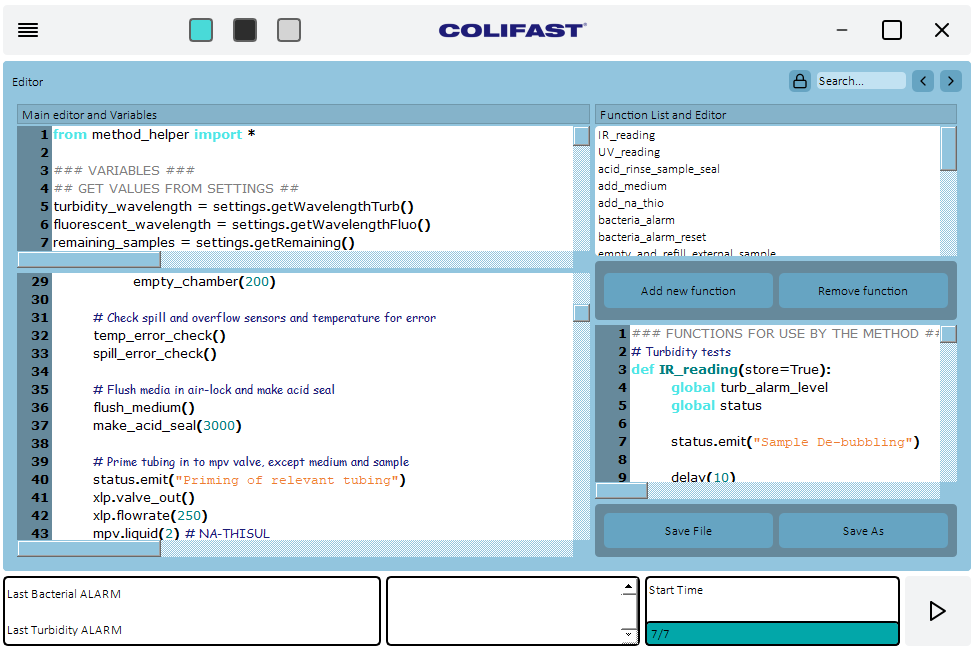 COLIFAST®
Editor
Search...
Main editor and Variables
1 from method_helper import *
2
3 ### VARIABLES ###
4 ## GET VALUES FROM SETTINGS ##
5 turbidity_wavelength = settings.getWavelengthTurb()
6 fluorescent_wavelength = settings.getWavelengthFluo()
7 remaining_samples = settings.getRemaining()
29 empty_chamber(200)
30
31 # Check spill and overflow sensors and temperature for error
32 temp_error_check()
33 spill_error_check()
34
35 # Flush media in air-lock and make acid seal
36 flush_medium()
37 make_acid_seal(3000)
38
39 # Prime tubing in to mpv valve, except medium and sample
40 status.emit("Priming of relevant tubing")
41 xlp.valve_out()
42 xlp.flowrate(250)
43 mpv.liquid(2) # NA-THISUL
Function List and Editor
IR_reading
UV_reading
acid_rinse_sample_seal
add_medium
add_na_thio
bacteria_alarm
bacteria_alarm_reset
empty_and_refill_external_sample
Add new function
Remove function
1 ### FUNCTIONS FOR USE BY THE METHOD ##
2 # Turbidity tests
3 def IR_reading(store=True):
4 global turb_alarm_level
5 global status
6
7 status.emit("Sample De-bubbling")
8
9 delay(10)
Save File
Save As
Last Bacterial ALARM
Last Turbidity ALARM
Start Time
7/7